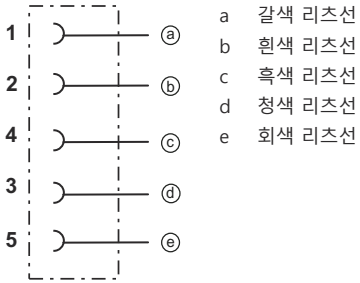 1 ⓐ
2 ⓑ
4 ⓒ
3 ⓓ
5 ⓔ
a 갈색 리츠선
b 흰색 리츠선
c 흑색 리츠선
d 청색 리츠선
e 회색 리츠선